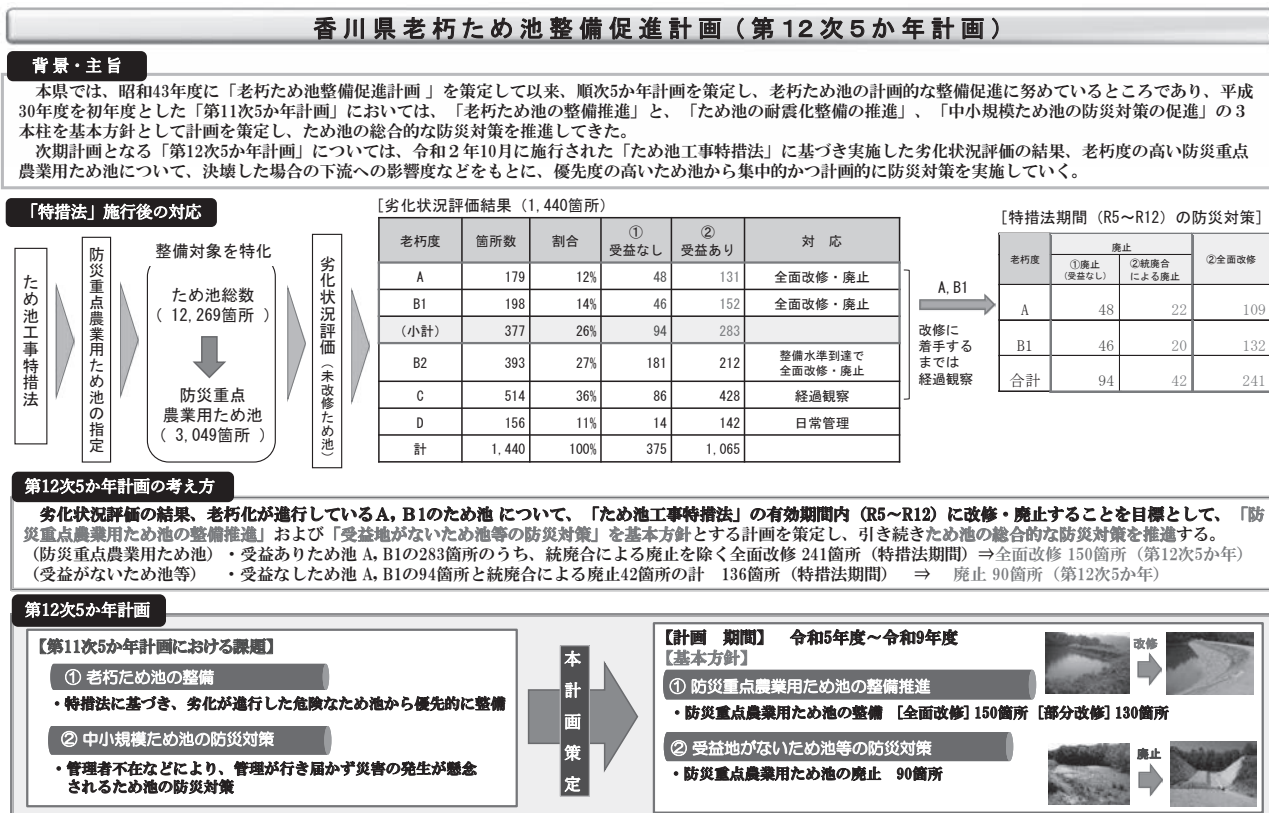 香川県老朽ため池整備促進計画（第12次5か年計画）
背景・主旨
本県では、昭和43年度に「老朽ため池整備促進計画 」を策定して以来、順次5か年計画を策定し、老朽ため池の計画的な整備促進に努めているところであり、平成
30年度を初年度とした「第11次5か年計画」においては、「老朽ため池の整備推進」と、「ため池の耐震化整備の推進」、「中小規模ため池の防災対策の促進」の３
本柱を基本方針として計画を策定し、ため池の総合的な防災対策を推進してきた。
次期計画となる「第12次5か年計画」については、令和２年10月に施行された「ため池工事特措法」に基づき実施した劣化状況評価の結果、老朽度の高い防災重点
農業用ため池について、決壊した場合の下流への影響度などをもとに、優先度の高いため池から集中的かつ計画的に防災対策を実施していく。
「特措法」施行後の対応
ため池工事特措法
防災重点農業用ため池の指定
整備対象を特化
ため池総数
( 12,269箇所 )
防災重点
農業用ため池
( 3,049箇所 )
劣化状況評価（未改修ため池）
[劣化状況評価結果（1,440箇所）
老朽度 箇所数 割合 ①受益なし ②受益あり 対 応
A 179 12% 48 131 全面改修・廃止
B1 198 14% 46 152 全面改修・廃止
(小計) 377 26% 94 283
B2 393 27% 181 212 整備水準到達で全面改修・廃止
C 514 36% 86 428 経過観察
D 156 11% 14 142 日常管理
計 1,440 100% 375 1,065
A,B1
改修に
着手する
までは
経過観察
[特措法期間（R5～R12）の防災対策]
老朽度 廃止 ②全面改修
①廃止(受益なし) ②統廃合による廃止
A 48 22 109
B1 46 20 132
合計 94 42 241
第12次5か年計画の考え方
劣化状況評価の結果、老朽化が進行しているA,B1のため池 について、「ため池工事特措法」の有効期間内（R5～R12）に改修・廃止することを目標として、「防
災重点農業用ため池の整備推進」および「受益地がないため池等の防災対策」を基本方針とする計画を策定し、引き続きため池の総合的な防災対策を推進する。
（防災重点農業用ため池）・受益ありため池 A,B1の283箇所のうち、統廃合による廃止を除く全面改修 241箇所（特措法期間）⇒全面改修 150箇所（第12次5か年）
（受益がないため池等） ・受益なしため池 A,B1の94箇所と統廃合による廃止42箇所の計 136箇所（特措法期間） ⇒ 廃止 90箇所（第12次5か年）
第12次5か年計画
【第11次5か年計画における課題】
① 老朽ため池の整備
・特措法に基づき、劣化が進行した危険なため池から優先的に整備
② 中小規模ため池の防災対策
・管理者不在などにより、管理が行き届かず災害の発生が懸念
されるため池の防災対策
本計画策定
【計画 期間】 令和5年度～令和9年度
【基本方針】
① 防災重点農業用ため池の整備推進
・防災重点農業用ため池の整備 [全面改修] 150箇所 [部分改修] 130箇所
② 受益地がないため池等の防災対策
・防災重点農業用ため池の廃止 90箇所
改修
廃止